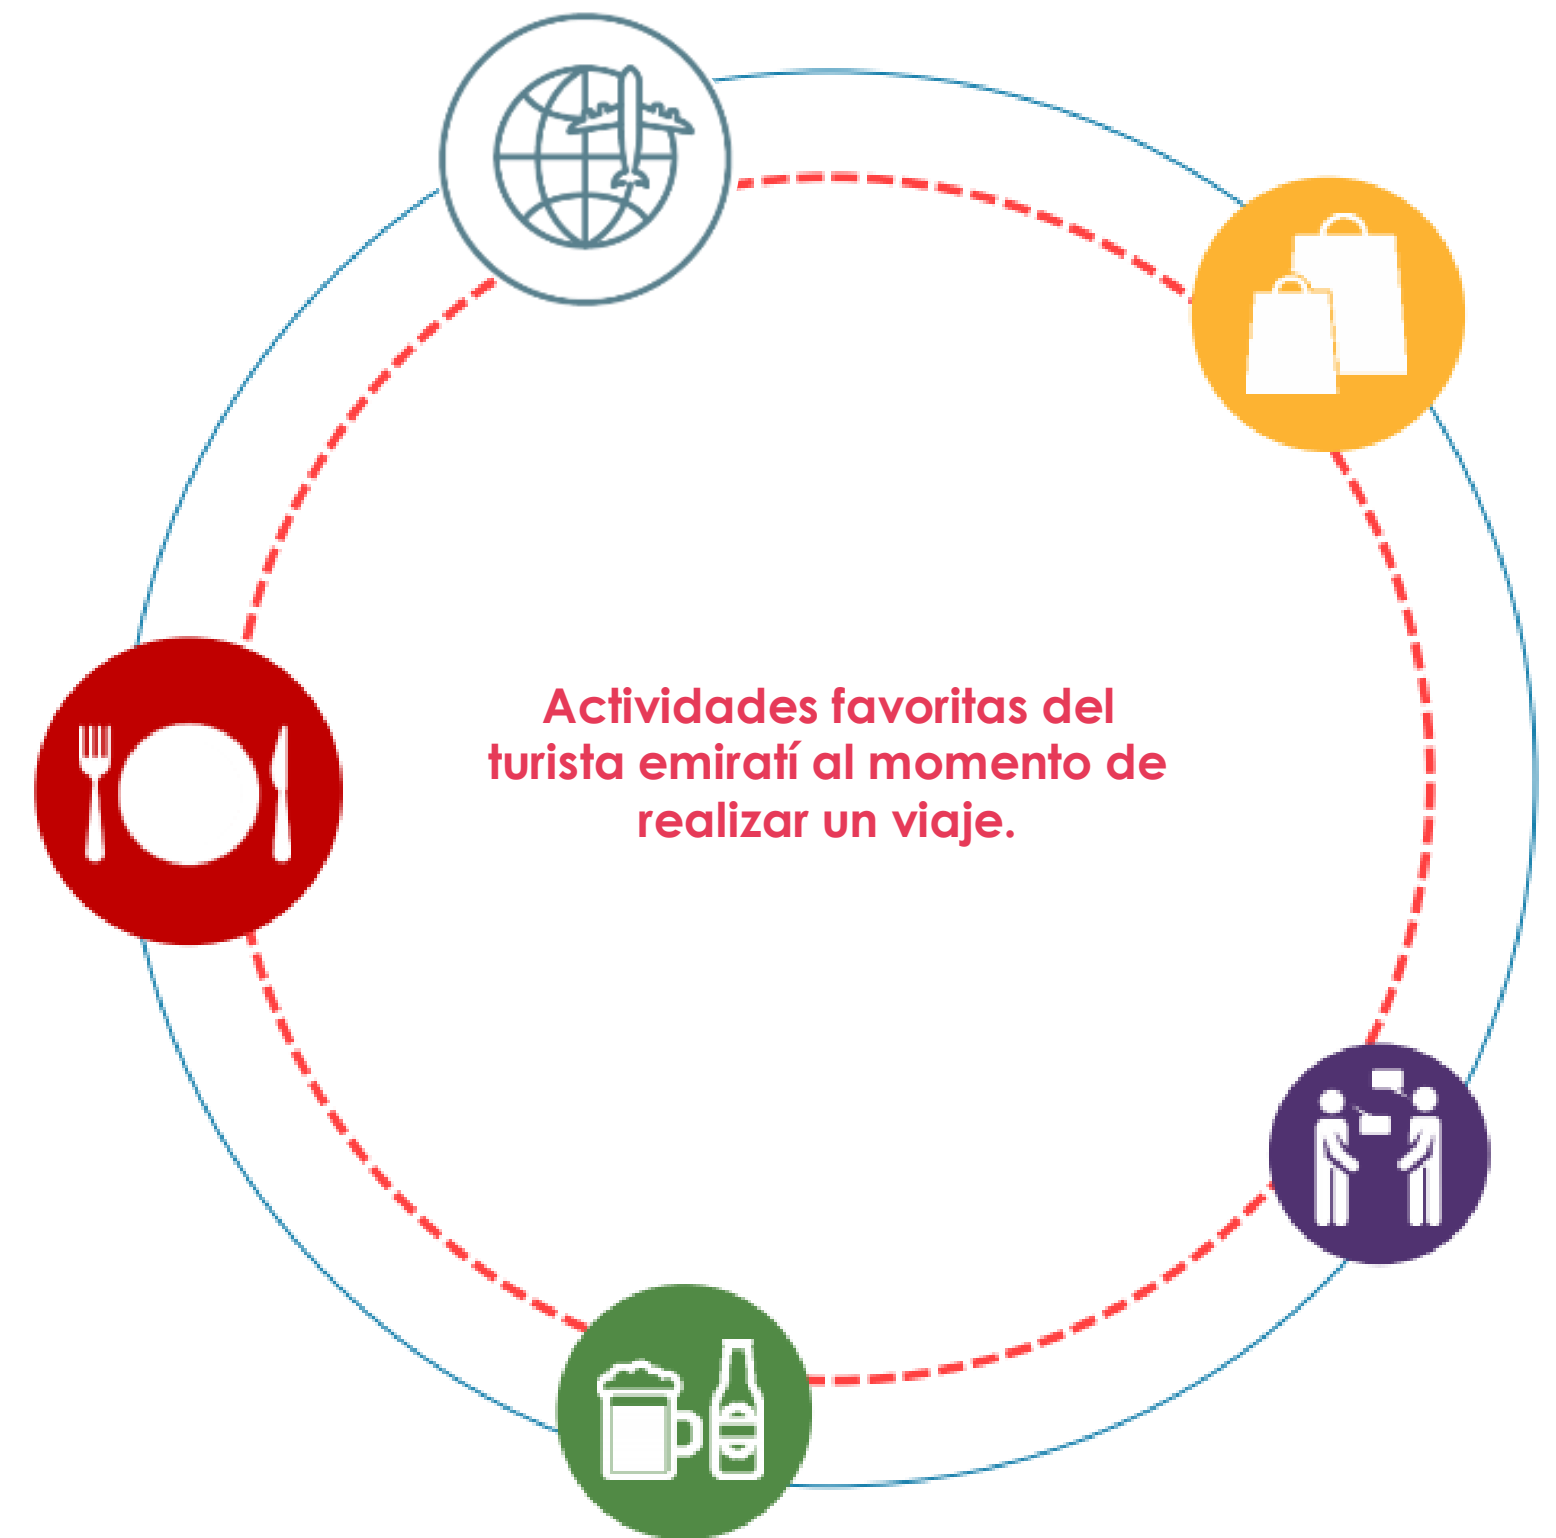 Actividades favoritas del
turista emiratí al momento de
realizar un viaje.